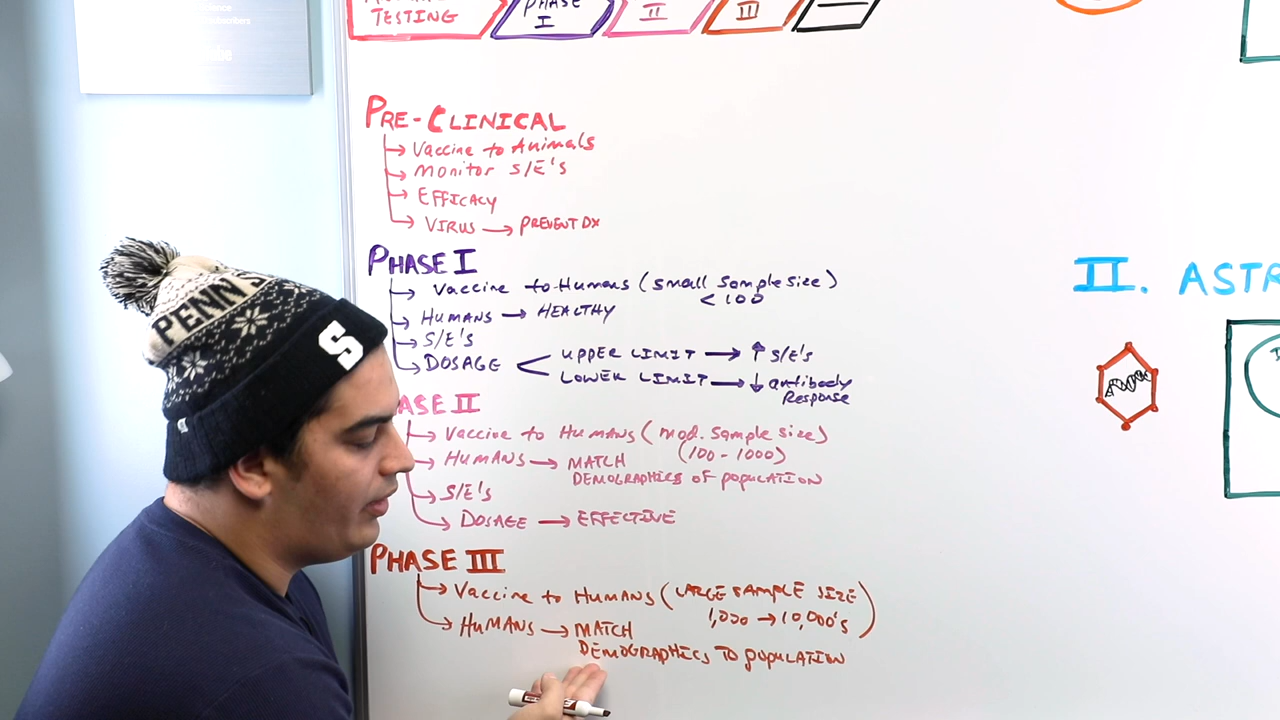 TESTING
PHASE
I
II
III
PRE-CLINICAL
Vaccine to Animals
Monitor S/E's
EFFICACY
VIRUS → PREVENT DX
PHASE I
Vaccine to Humans (small sample size)
< 100
HUMANS → HEALTHY
S/E's
DOSAGE < UPPER LIMIT → ↑ S/E's
LOWER LIMIT → ↓ antibody
Response
ASE II
Vaccine to HUMANS (mod. sample size)
(100 - 1000)
HUMANS → MATCH
DEMOGRAPHICS OF POPULATION
S/E's
DOSAGE → EFFECTIVE
PHASE III
Vaccine to HUMANS (LARGE SAMPLE SIZE)
1,000 → 10,000's
HUMANS → MATCH
DEMOGRAPHICS TO POPULATION
II. ASTR
PENN S
S